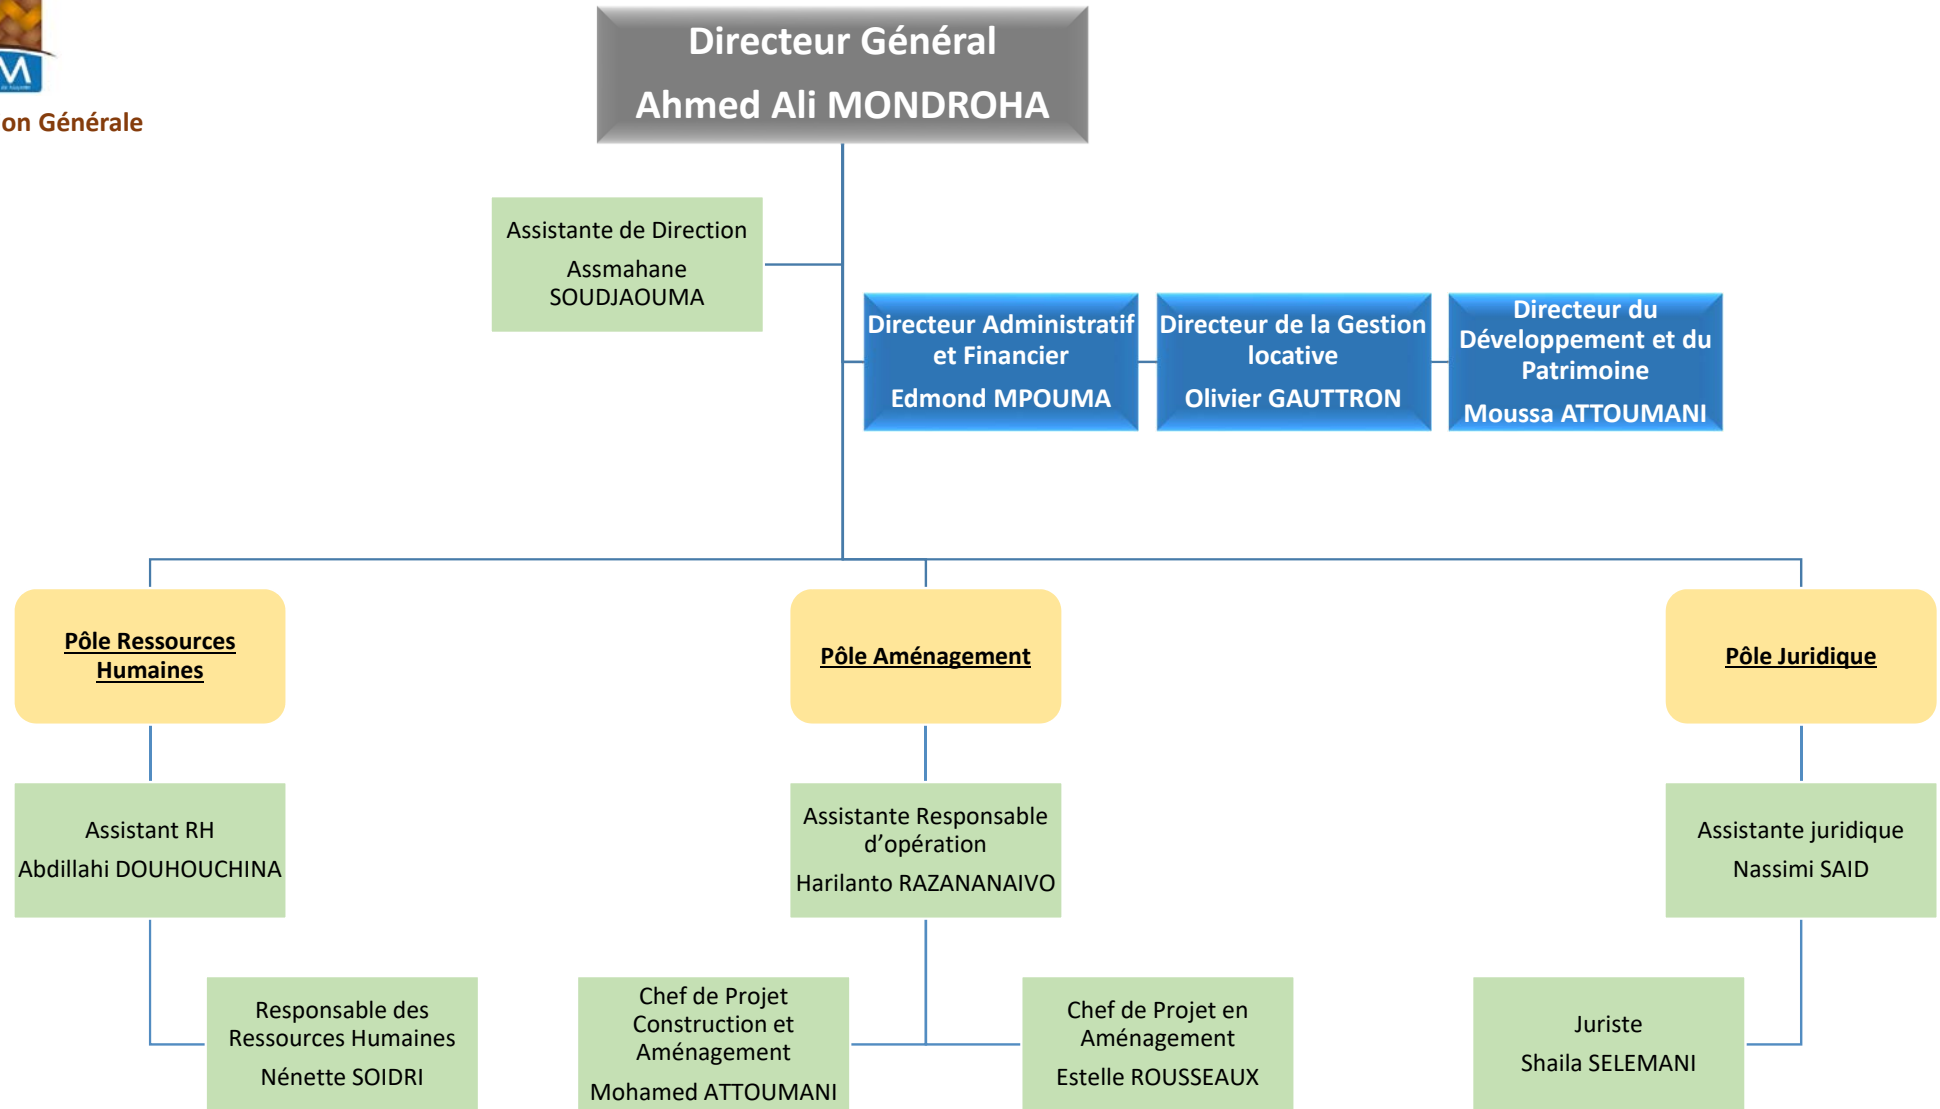 M
on Générale
Directeur Général
Ahmed Ali MONDROHA
Assistante de Direction
Assmahane
SOUDJAOUMA
Directeur Administratif
et Financier
Edmond MPOUMA
Directeur de la Gestion
locative
Olivier GAUTTRON
Directeur du
Développement et du
Patrimoine
Moussa ATTOUMANI
Pôle Ressources
Humaines
Pôle Aménagement
Pôle Juridique
Assistant RH
Abdillahi DOUHOUCHINA
Assistante Responsable
d’opération
Harilanto RAZANANAIVO
Assistante juridique
Nassimi SAID
Responsable des
Ressources Humaines
Nénette SOIDRI
Chef de Projet
Construction et
Aménagement
Mohamed ATTOUMANI
Chef de Projet en
Aménagement
Estelle ROUSSEAUX
Juriste
Shaila SELEMANI